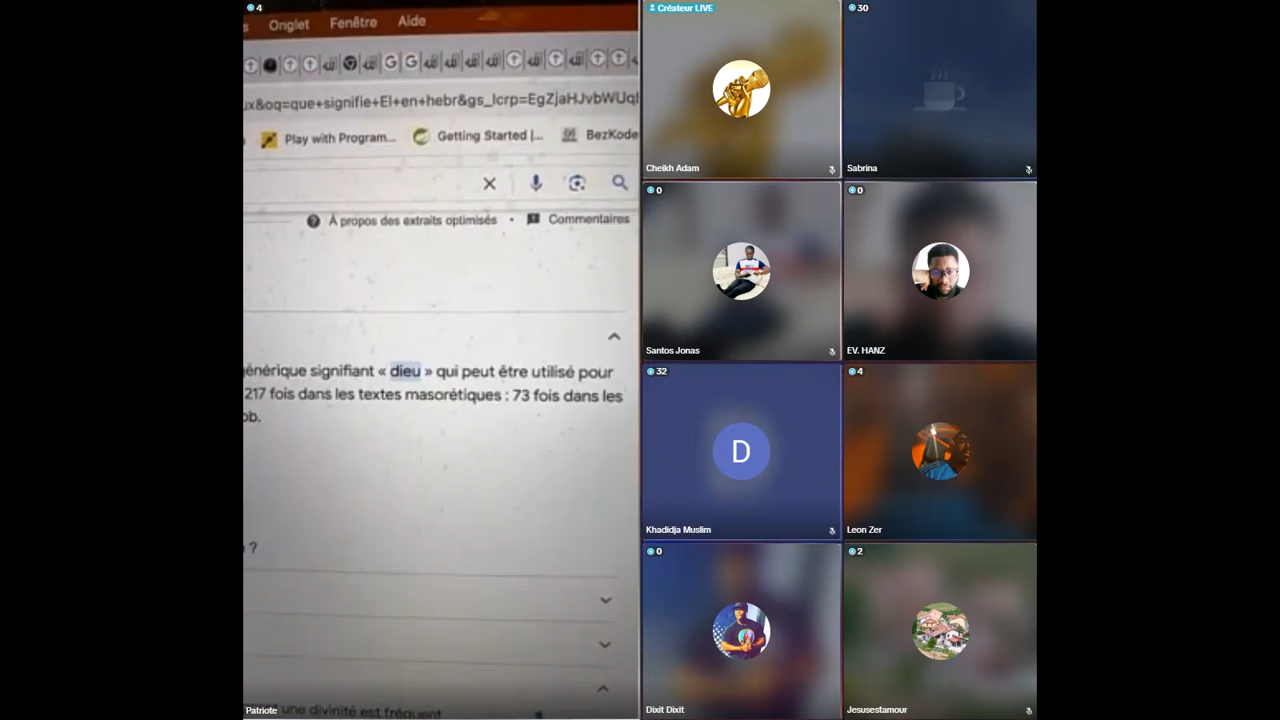 4
Onglet Fenêtre Aide
ux&oq=que+signifie+El+en+hebr&gs_lcrp=EgZjaHJvbWUqI
Play with Program... Getting Started |... BezKode
À propos des extraits optimisés • Commentaires
énérique signifiant « dieu » qui peut être utilisé pour
217 fois dans les textes masorétiques : 73 fois dans les
ob.
?
une divinité est fréquent
Patriote
Créateur LIVE
Cheikh Adam
30
Sabrina
0
Santos Jonas
0
EV. HANZ
32
D
Khadidja Muslim
4
Leon Zer
0
Dixit Dixit
2
Jesusestamour